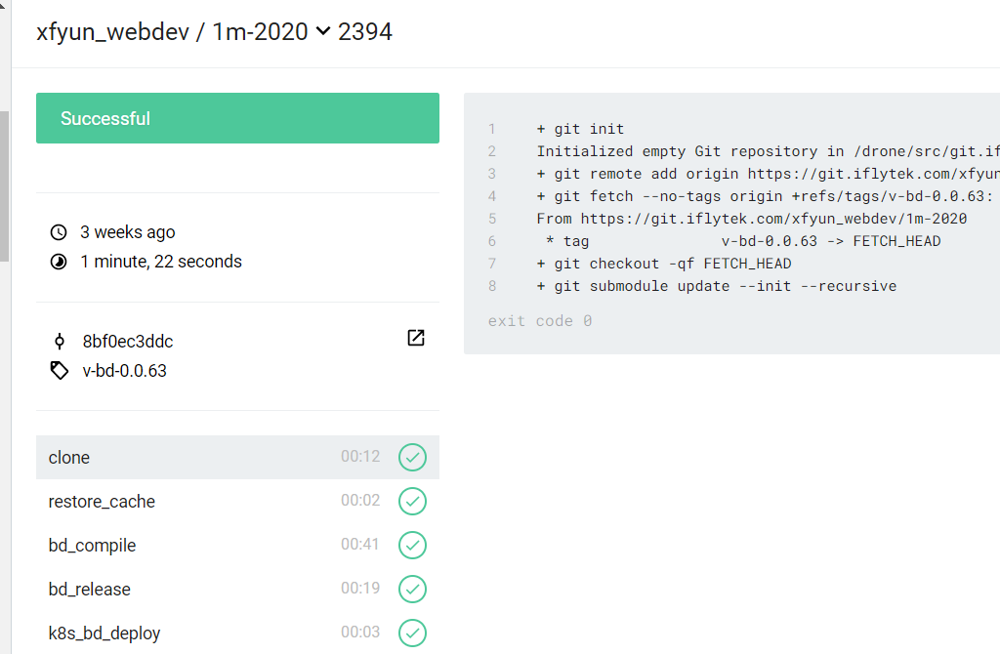 xfyun_webdev / 1m-2020 2394
Successful
3 weeks ago
1 minute, 22 seconds
8bf0ec3ddc
v-bd-0.0.63
clone 00:12
restore_cache 00:02
bd_compile 00:41
bd_release 00:19
k8s_bd_deploy 00:03
1 + git init
2 Initialized empty Git repository in /drone/src/git.if
3 + git remote add origin https://git.iflytek.com/xfyun
4 + git fetch --no-tags origin +refs/tags/v-bd-0.0.63:
5 From https://git.iflytek.com/xfyun_webdev/1m-2020
6 * tag v-bd-0.0.63 -> FETCH_HEAD
7 + git checkout -qf FETCH_HEAD
8 + git submodule update --init --recursive
exit code 0